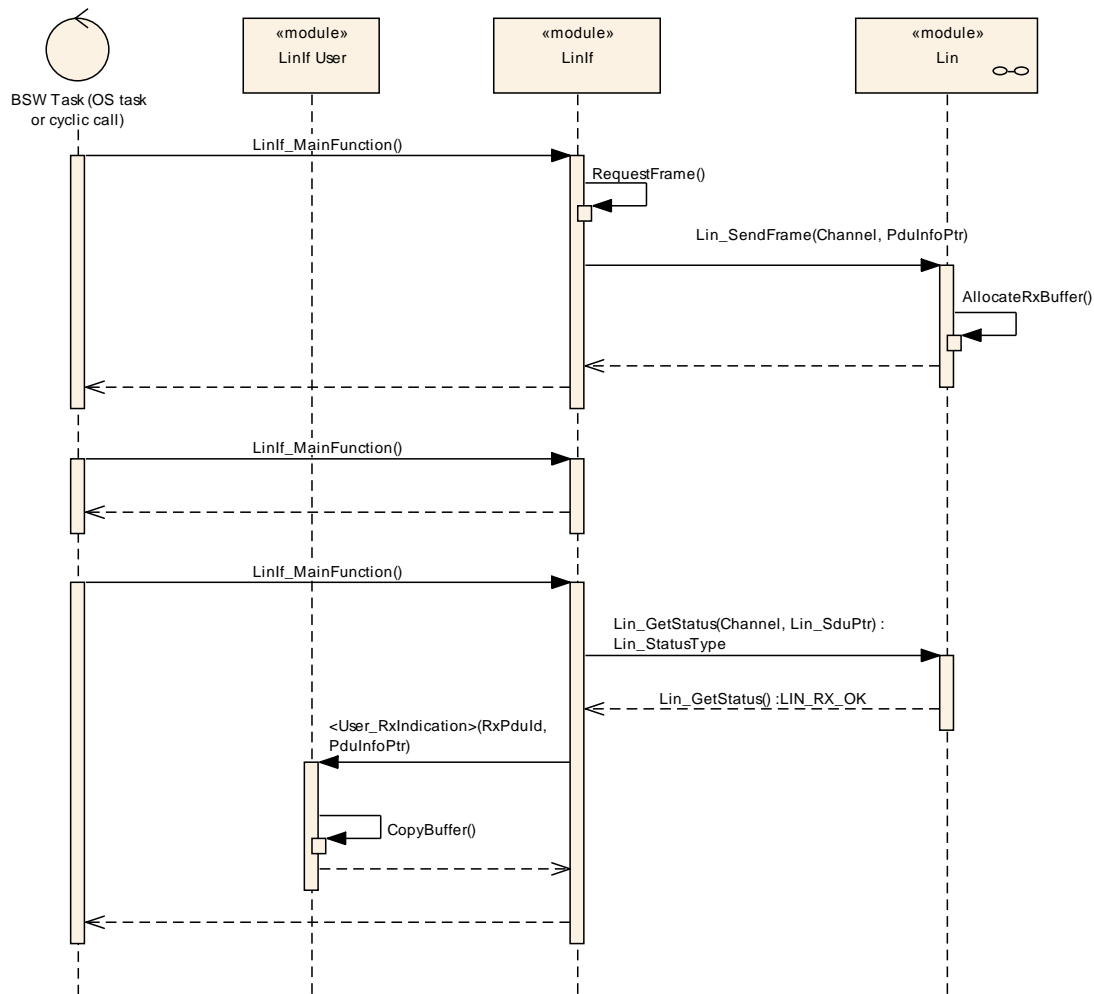 «module»
LinIf User
«module»
LinIf
«module»
Lin
BSW Task (OS task
or cyclic call)
LinIf_MainFunction()
RequestFrame()
Lin_SendFrame(Channel, PduInfoPtr)
AllocateRxBuffer()
LinIf_MainFunction()
LinIf_MainFunction()
Lin_GetStatus(Channel, Lin_SduPtr) :
Lin_StatusType
Lin_GetStatus() :LIN_RX_OK
<User_RxIndication>(RxPduId,
PduInfoPtr)
CopyBuffer()